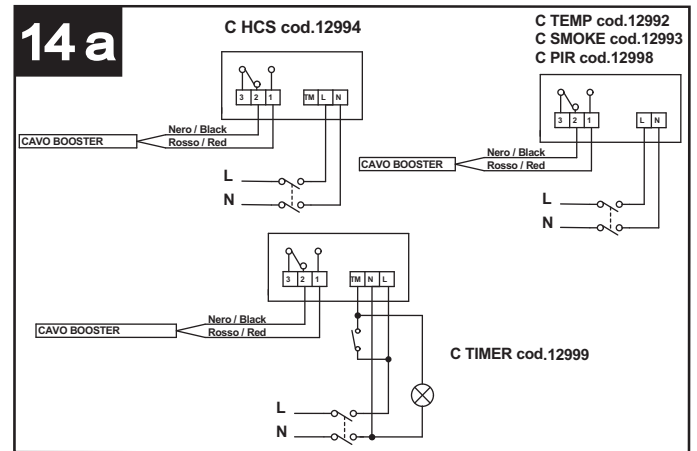 14 a
C HCS cod.12994
3 2 1 TM L N
Nero / Black
CAVO BOOSTER
Rosso / Red
L
N
C TEMP cod.12992
C SMOKE cod.12993
C PIR cod.12998
3 2 1 L N
Nero / Black
CAVO BOOSTER
Rosso / Red
L
N
3 2 1 TM N L
Nero / Black
CAVO BOOSTER
Rosso / Red
C TIMER cod.12999
L
N